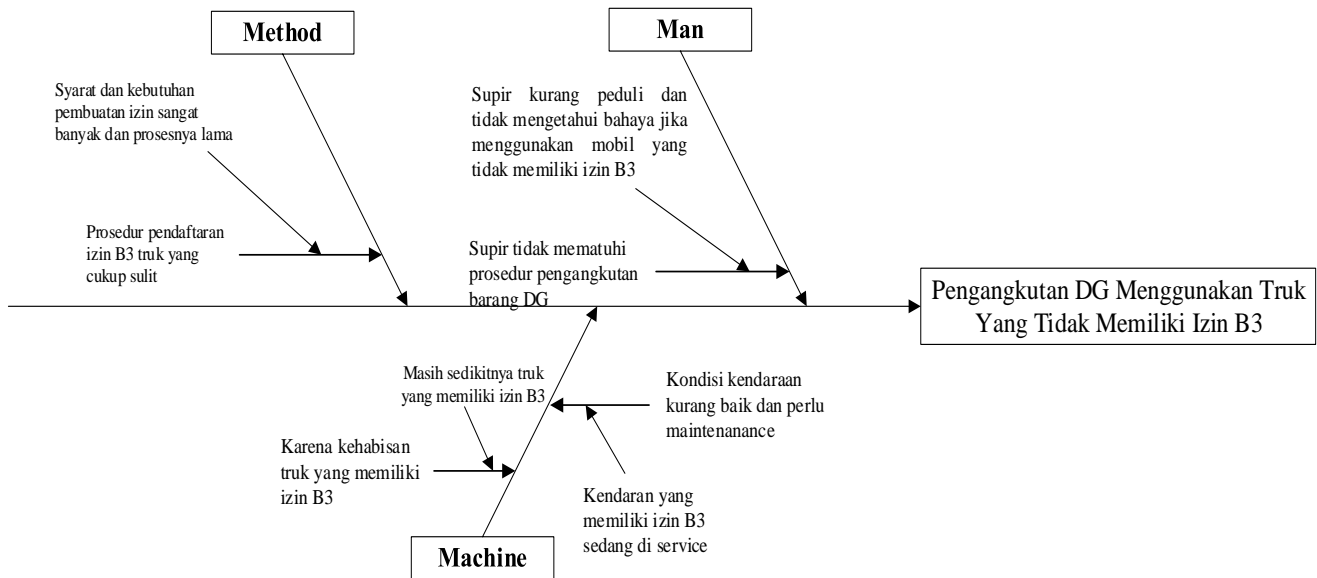 Method
Man
Syarat dan kebutuhan
pembuatan izin sangat
banyak dan prosesnya lama
Supir kurang peduli dan
tidak mengetahui bahaya jika
menggunakan mobil yang
tidak memiliki izin B3
Prosedur pendaftaran
izin B3 truk yang
cukup sulit
Supir tidak mematuhi
prosedur pengangkutan
barang DG
Pengangkutan DG Menggunakan Truk
Yang Tidak Memiliki Izin B3
Masih sedikitnya truk
yang memiliki izin B3
Kondisi kendaraan
kurang baik dan perlu
maintenanance
Karena kehabisan
truk yang memiliki
izin B3
Kendaran yang
memiliki izin B3
sedang di service
Machine